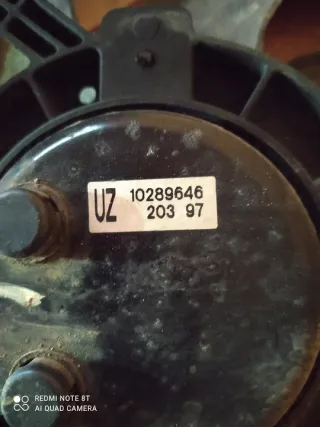 UZ 10289646
203 97
REDMI NOTE 8T
AI QUAD CAMERA